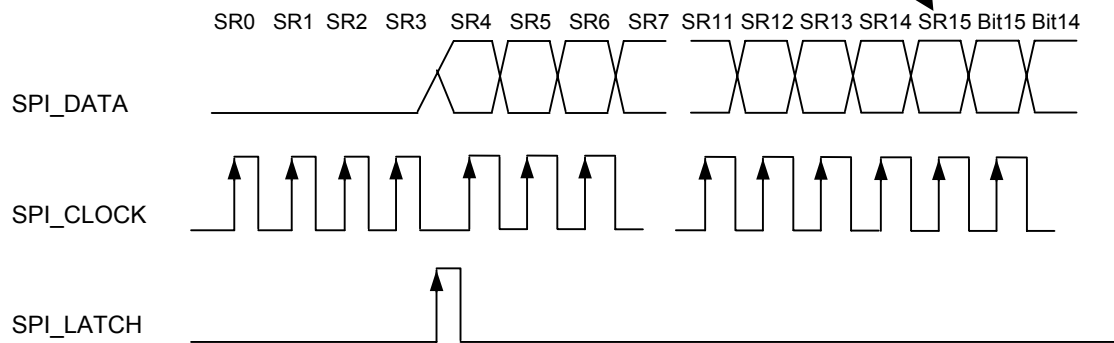 SR0 SR1 SR2 SR3 SR4 SR5 SR6 SR7 SR11 SR12 SR13 SR14 SR15 Bit15 Bit14
SPI_DATA
SPI_CLOCK
SPI_LATCH